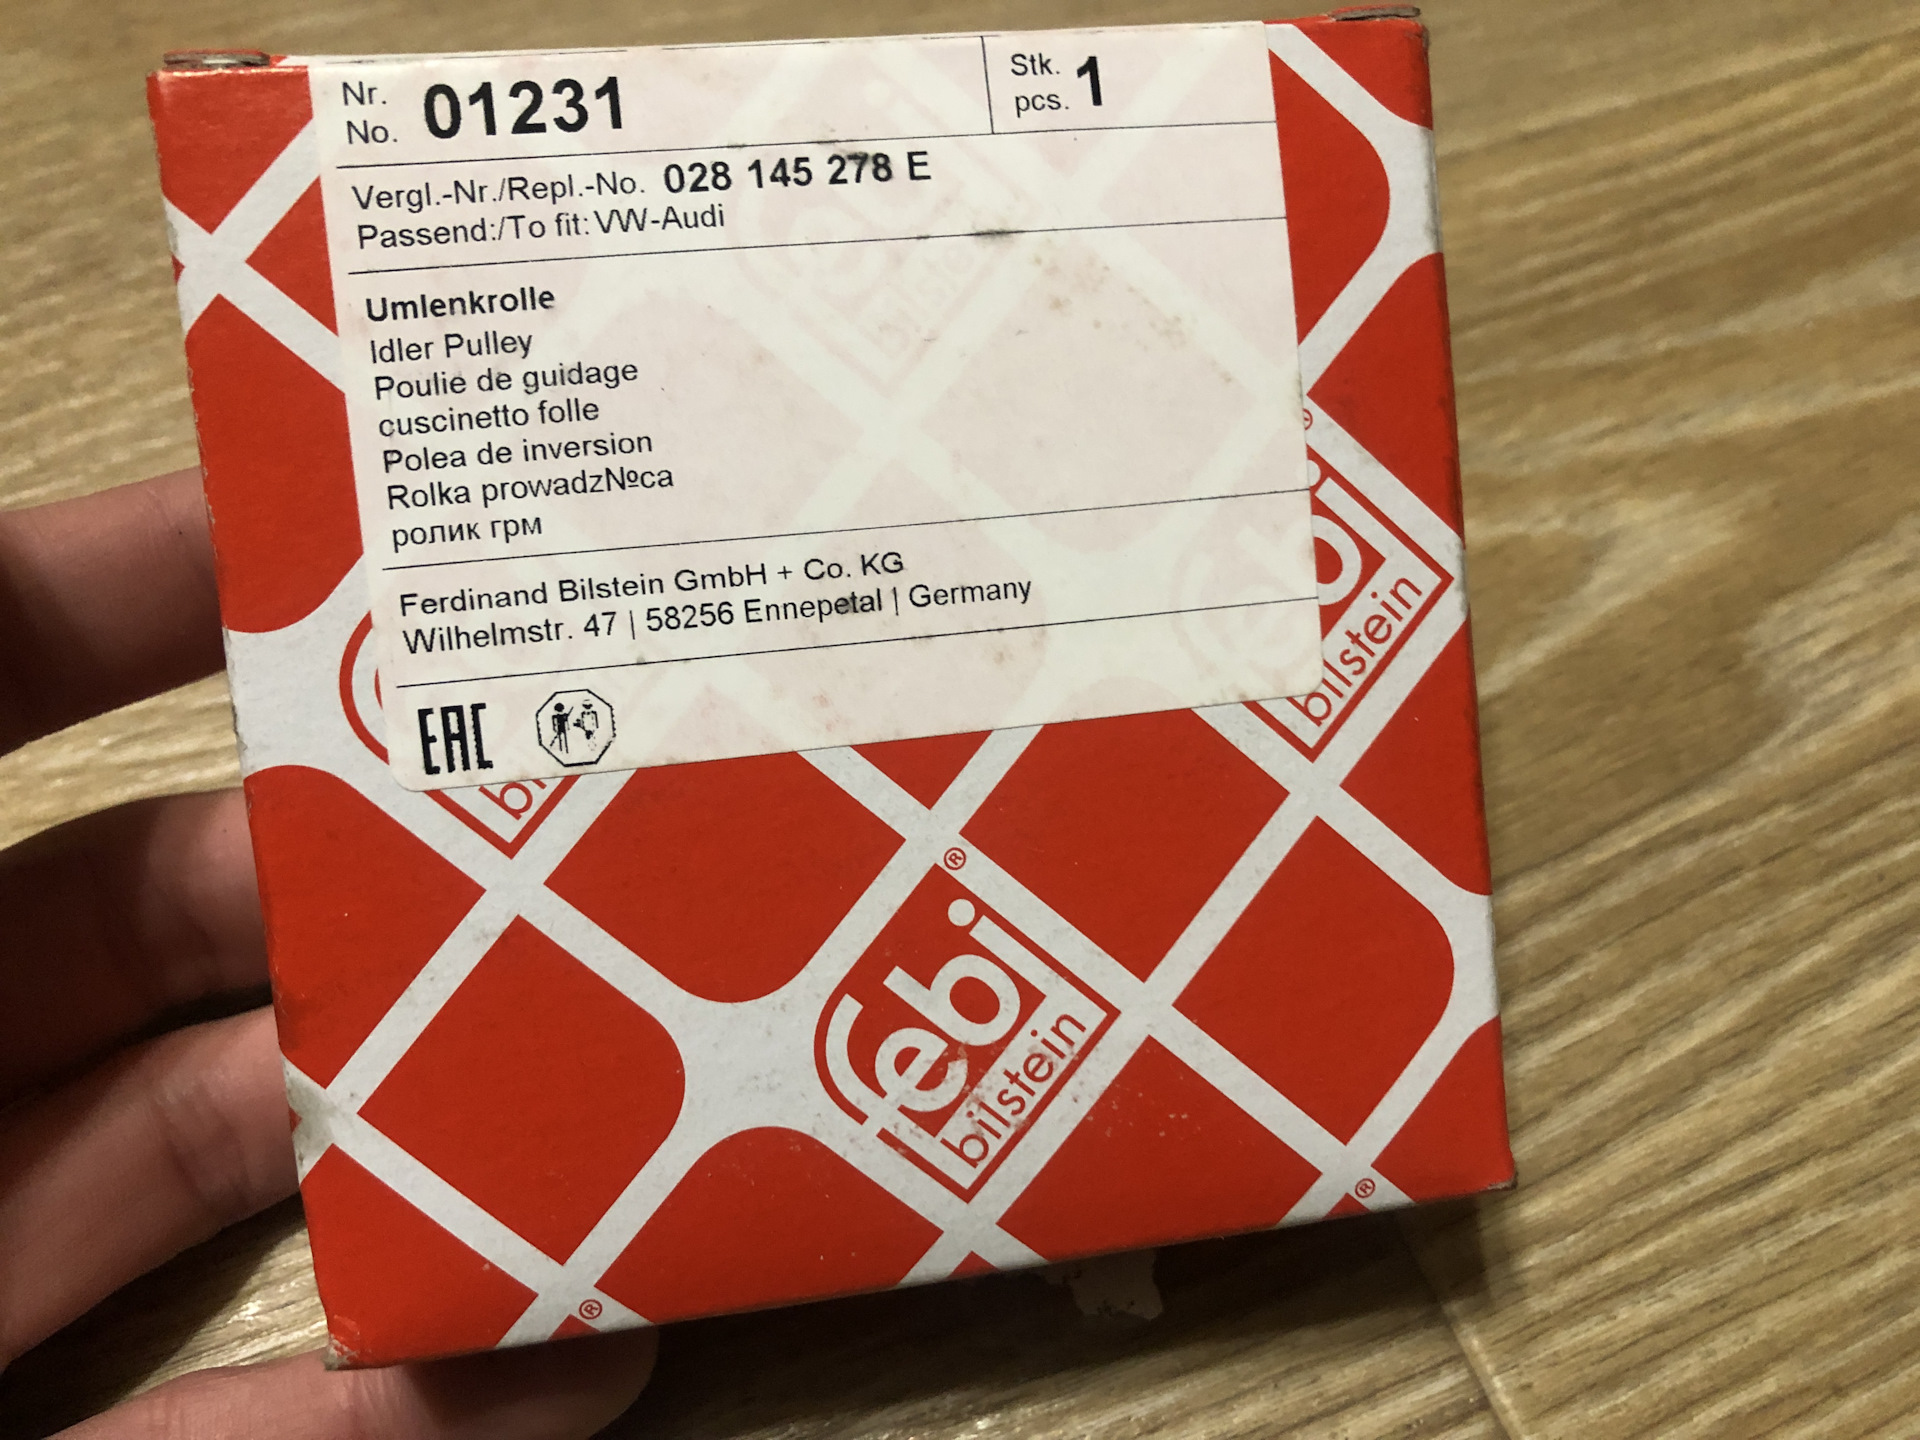 Nr.
No. 01231
Stk.
pcs. 1
Vergl.-Nr./Repl.-No. 028 145 278 E
Passend:/To fit: VW-Audi
Umlenkrolle
Idler Pulley
Poulie de guidage
cuscinetto folle
Polea de inversion
Rolka prowadz№ca
ролик грм
Ferdinand Bilstein GmbH + Co. KG
Wilhelmstr. 47 | 58256 Ennepetal | Germany
EAC
®
bi
bilstein
bi
®
febi
bilstein
®
®